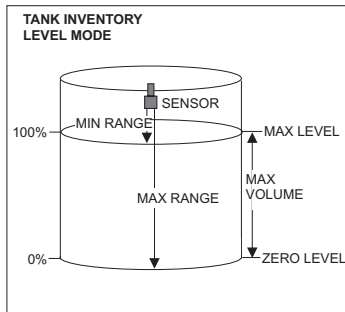 TANK INVENTORY
LEVEL MODE
SENSOR
MIN RANGE
100%
MAX LEVEL
MAX RANGE
MAX
VOLUME
0%
ZERO LEVEL